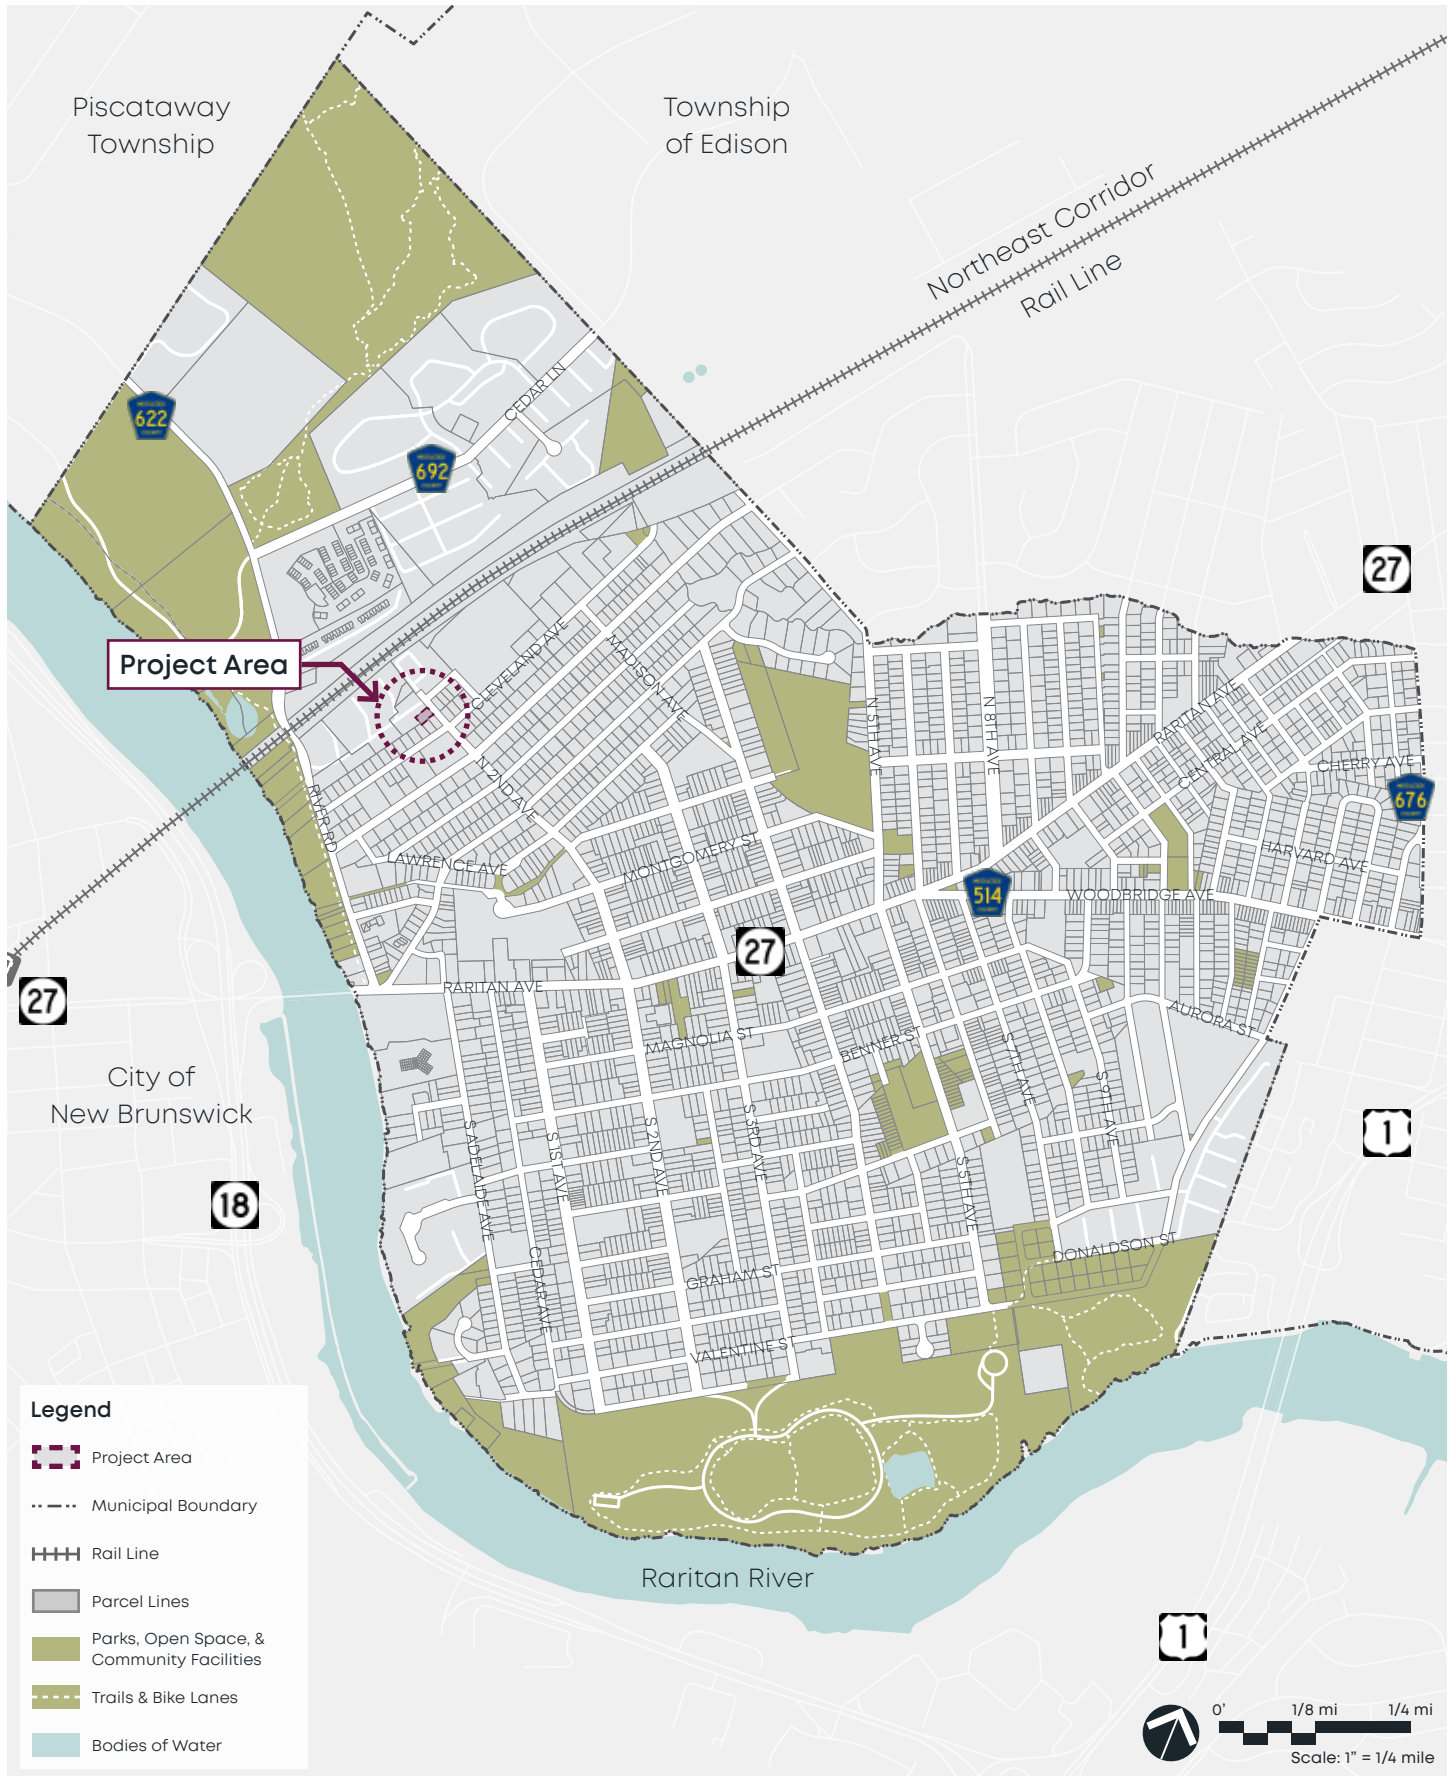 Piscataway
Township
Township
of Edison
Northeast Corridor
Rail Line
CEDAR LN
622
692
27
Project Area
CLEVELAND AVE
MADISON AVE
N 5TH AVE
N 8TH AVE
RARITAN AVE
CENTRAL AVE
CHERRY AVE
676
N 2ND AVE
RIVER RD
LAWRENCE AVE
MONTGOMERY ST
HARVARD AVE
514
WOODBRIDGE AVE
27
27
RARITAN AVE
MAGNOLIA ST
BENNER ST
AURORA ST
City of
New Brunswick
S 7TH AVE
S 9TH AVE
1
S ADELAIDE AVE
S 1ST AVE
S 2ND AVE
S 3RD AVE
S 5TH AVE
18
CEDAR AVE
GRAHAM ST
DONALDSON ST
VALENTINE ST
Raritan River
1
Legend
Project Area
Municipal Boundary
Rail Line
Parcel Lines
Parks, Open Space, &
Community Facilities
Trails & Bike Lanes
Bodies of Water
0' 1/8 mi 1/4 mi
Scale: 1" = 1/4 mile